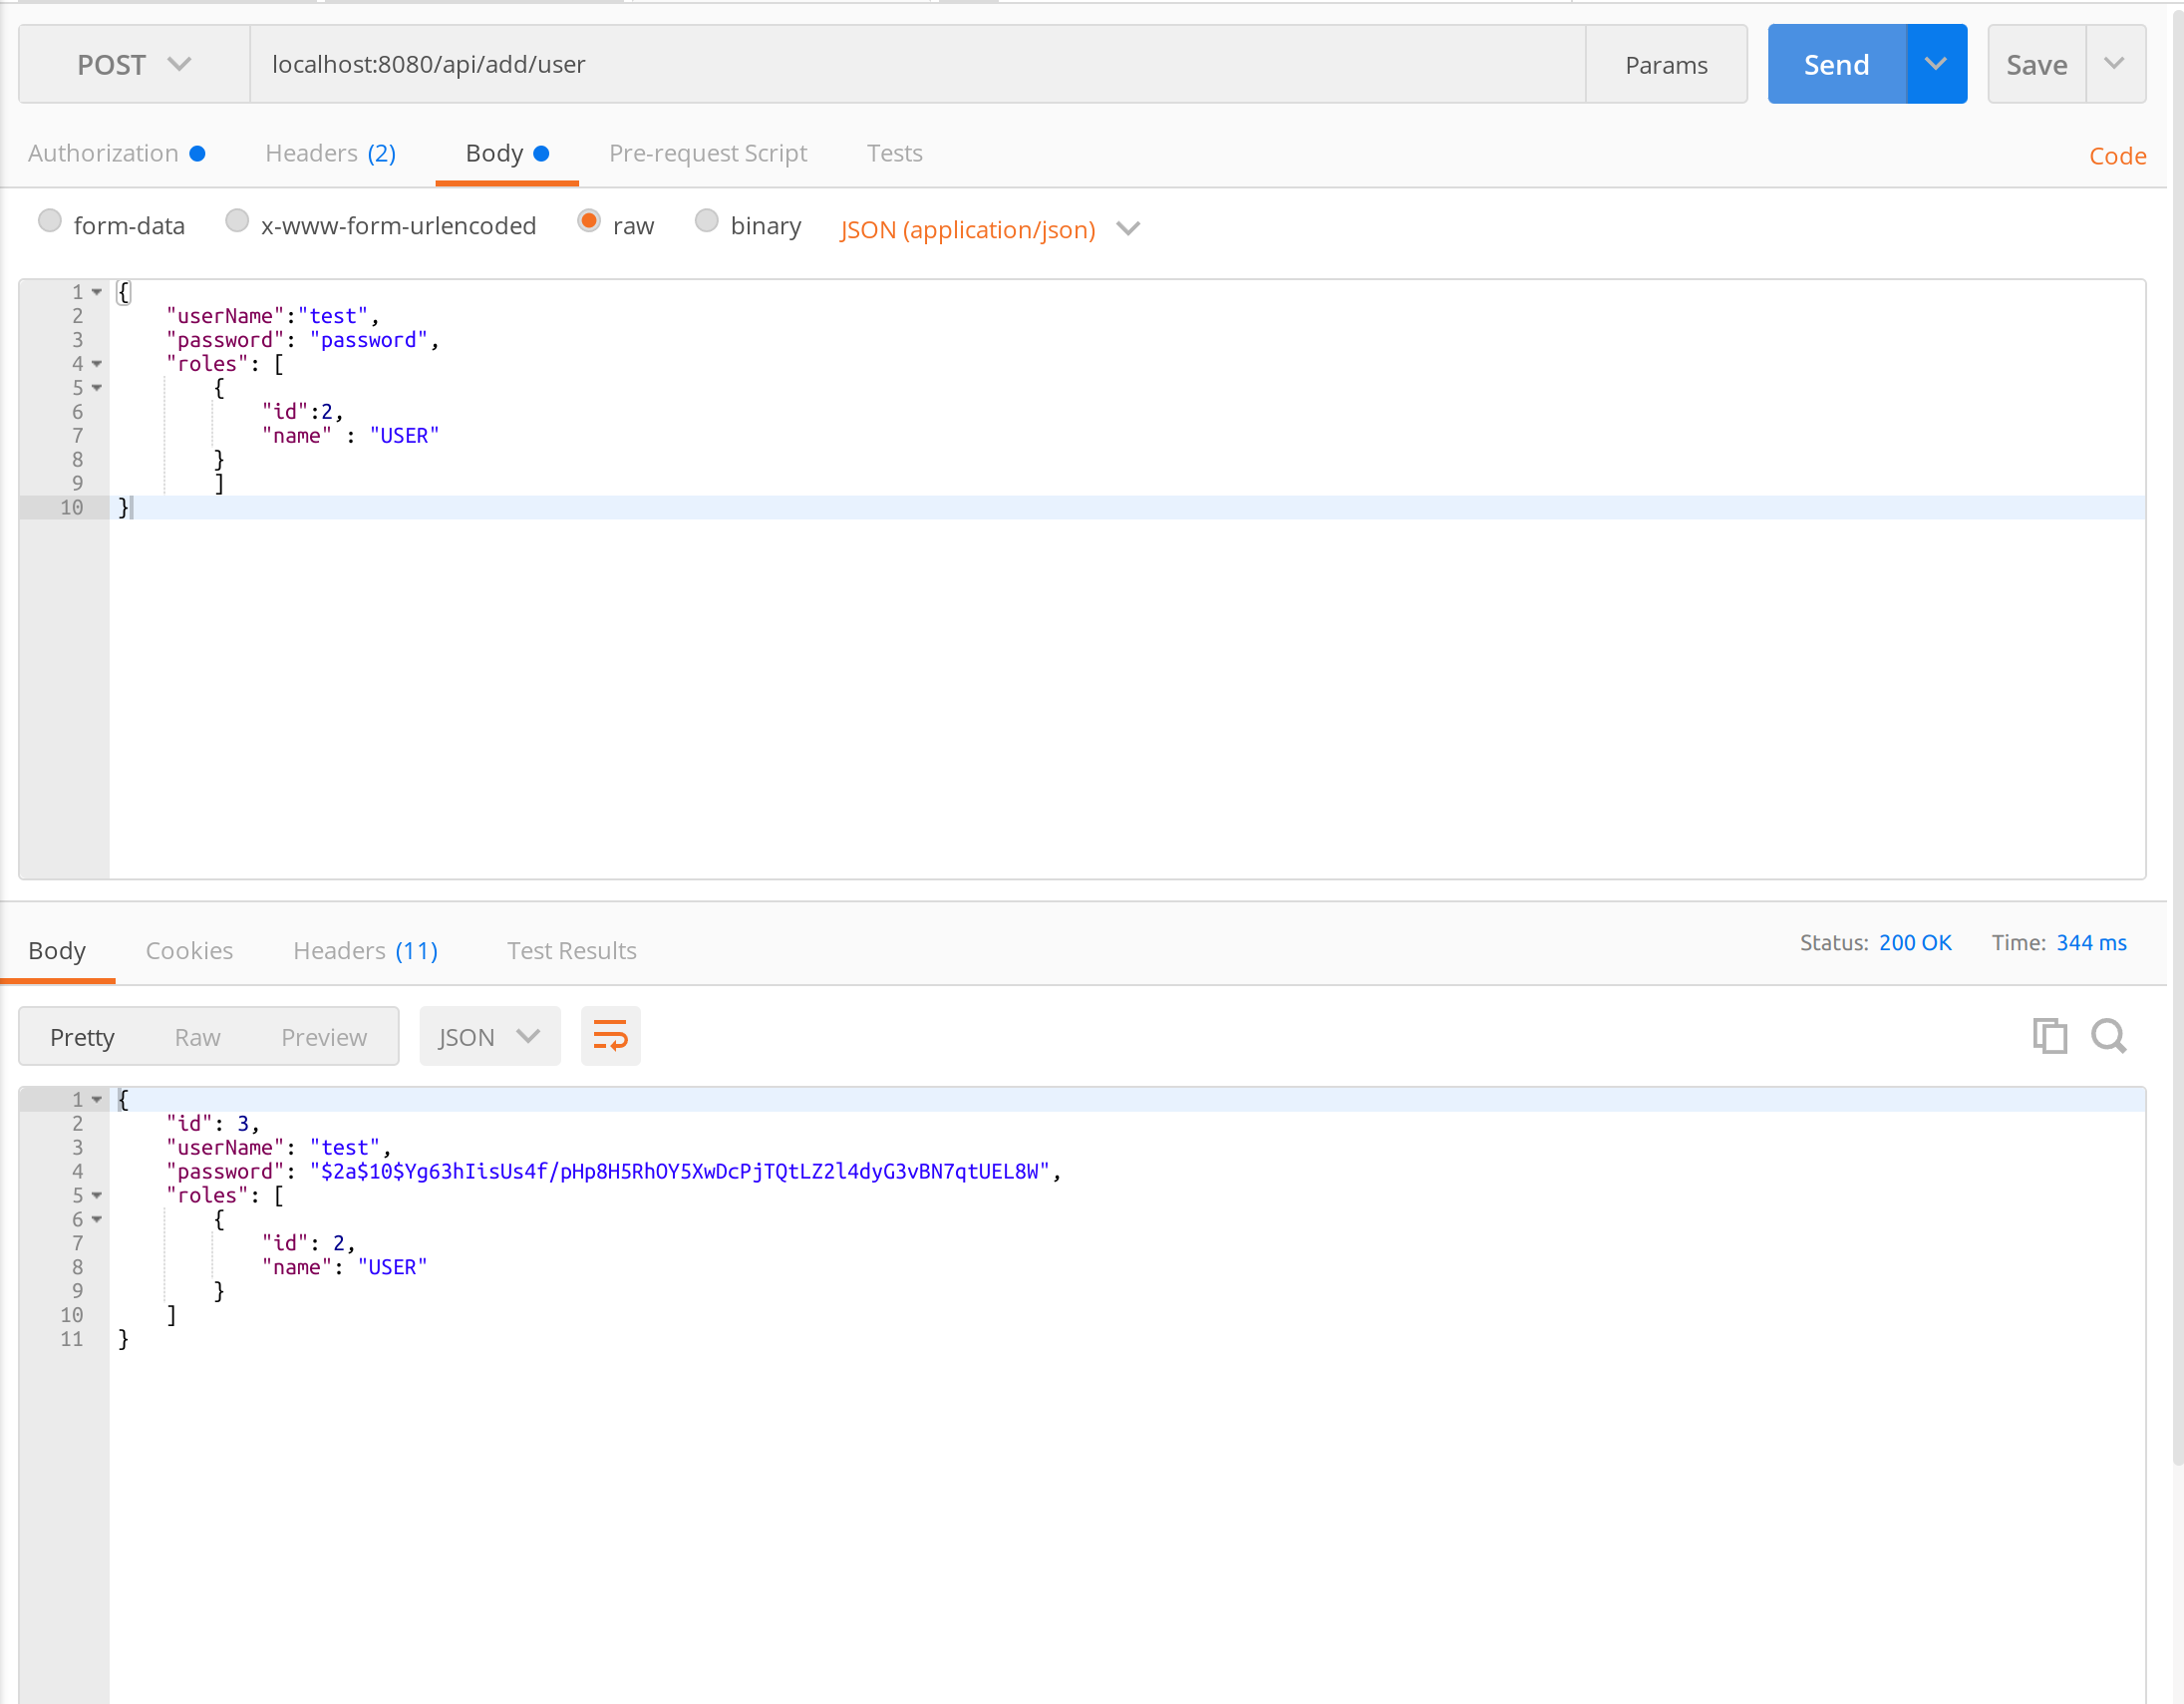 POST localhost:8080/api/add/user Params Send Save
Authorization Headers (2) Body Pre-request Script Tests Code
form-data x-www-form-urlencoded raw binary JSON (application/json)
1 {
2 "userName":"test",
3 "password": "password",
4 "roles": [
5 {
6 "id":2,
7 "name" : "USER"
8 }
9 ]
10 }
Body Cookies Headers (11) Test Results Status: 200 OK Time: 344 ms
Pretty Raw Preview JSON
1 {
2 "id": 3,
3 "userName": "test",
4 "password": "$2a$10$Yg63hIisUs4f/pHp8H5RhOY5XwDcPjTQtLZ2l4dyG3vBN7qtUEL8W",
5 "roles": [
6 {
7 "id": 2,
8 "name": "USER"
9 }
10 ]
11 }